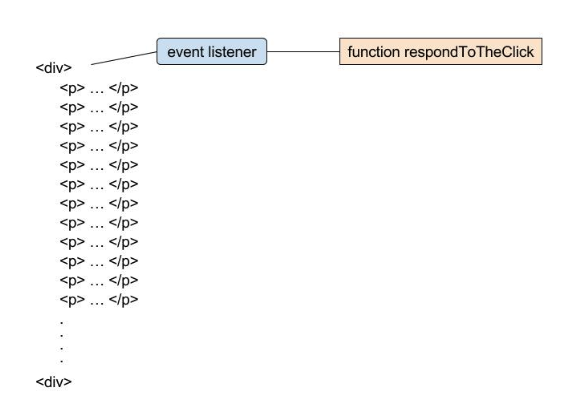 event listener
function respondToTheClick
<div>
<p> … </p>
<p> … </p>
<p> … </p>
<p> … </p>
<p> … </p>
<p> … </p>
<p> … </p>
<p> … </p>
<p> … </p>
<p> … </p>
<p> … </p>
<p> … </p>
.
.
.
.
<div>